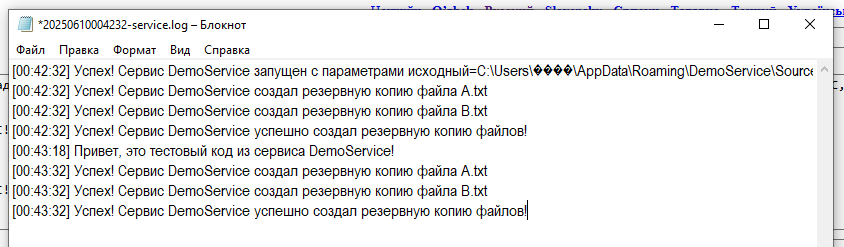 *20250610004232-service.log – Блокнот
Файл Правка Формат Вид Справка
[00:42:32] Успех! Сервис DemoService запущен с параметрами исходный=C:\Users\����\AppData\Roaming\DemoService\Source
[00:42:32] Успех! Сервис DemoService создал резервную копию файла A.txt
[00:42:32] Успех! Сервис DemoService создал резервную копию файла B.txt
[00:42:32] Успех! Сервис DemoService успешно создал резервную копию файлов!
[00:43:18] Привет, это тестовый код из сервиса DemoService!
[00:43:32] Успех! Сервис DemoService создал резервную копию файла A.txt
[00:43:32] Успех! Сервис DemoService создал резервную копию файла B.txt
[00:43:32] Успех! Сервис DemoService успешно создал резервную копию файлов!